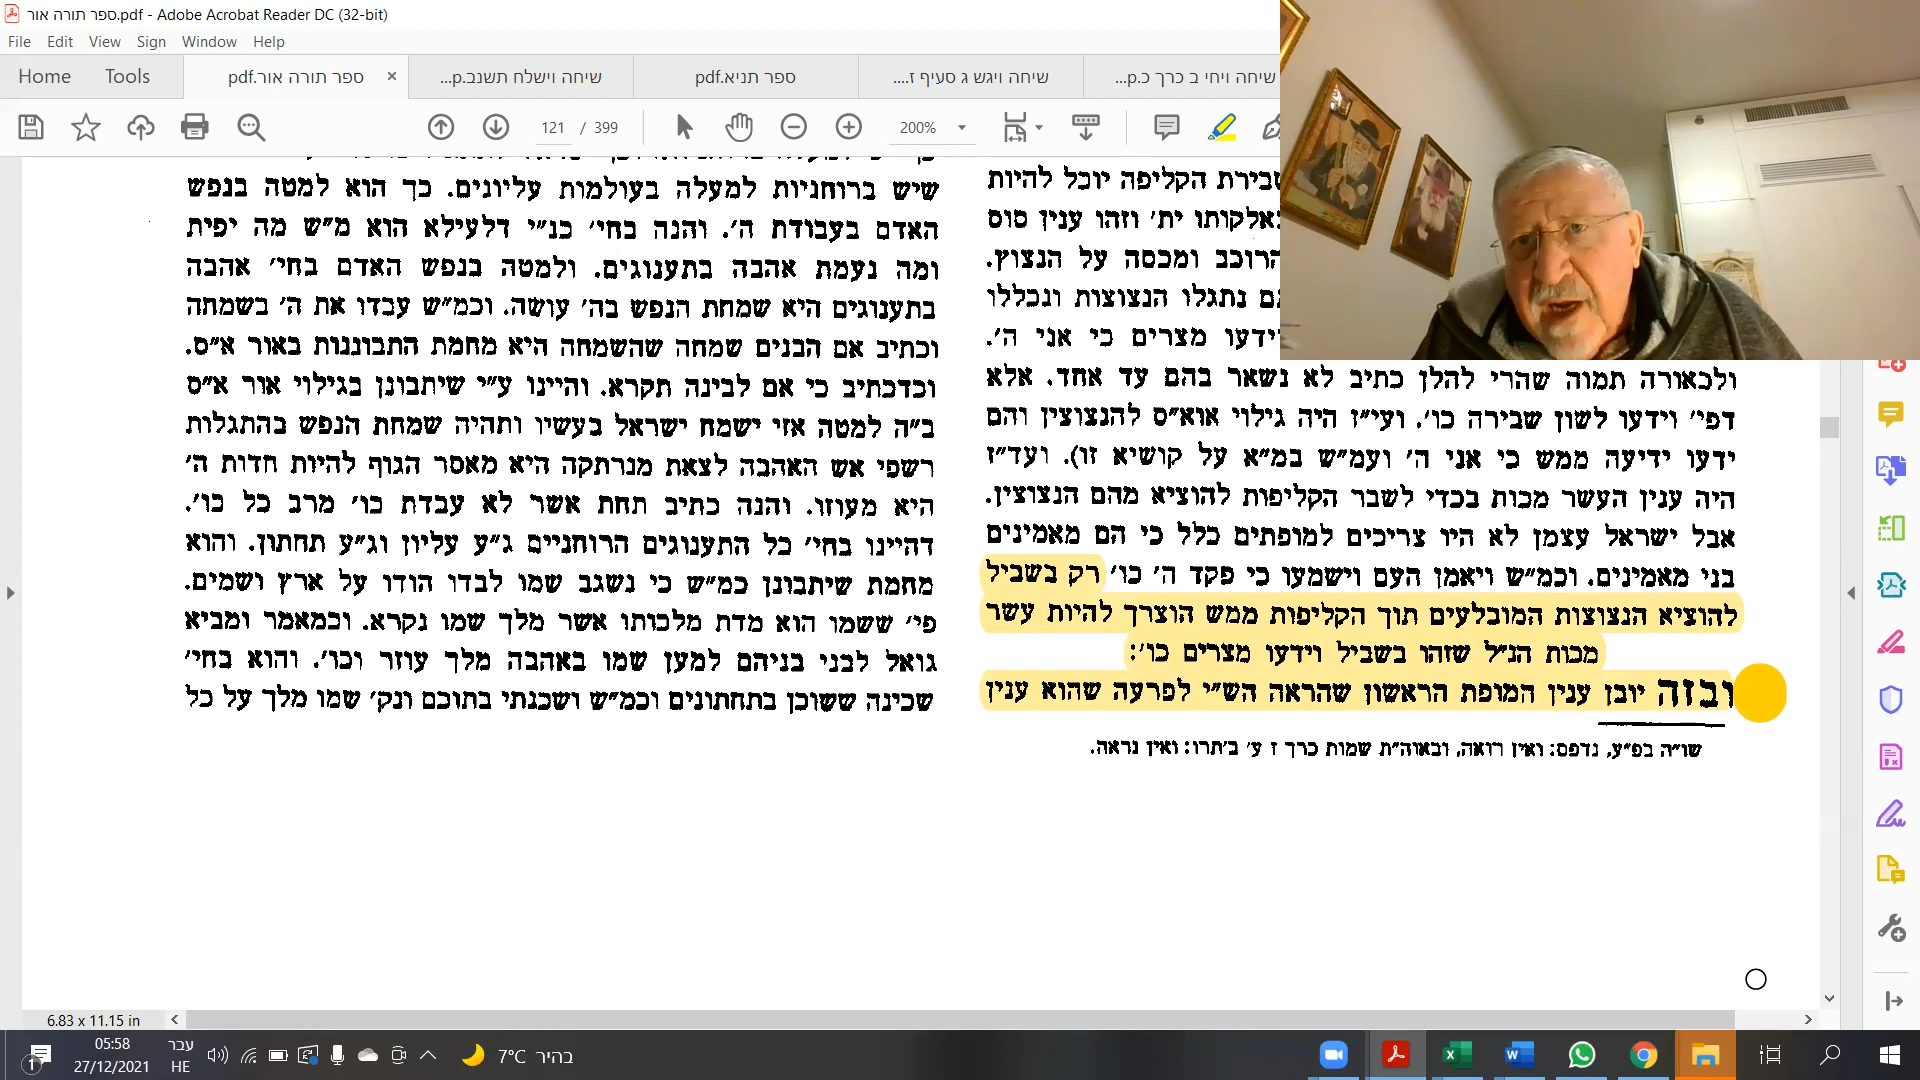 ספר תורה אור.pdf - Adobe Acrobat Reader DC (32-bit)
File Edit View Sign Window Help
Home Tools ספר תורה אור.pdf × שיחה וישלח תשנב.p... ספר תניא.pdf שיחה ויגש ג סעיף ז.... שיחה ויחי ב כרך כ.p...
121 / 399 200%
שבירת הקליפה יוכל להיות
באלקותו ית׳ וזהו ענין סוס
הרוכב ומכסה על הנצוץ.
נתגלו הנצוצות ונכללו
וידעו מצרים כי אני ה׳.
ולכאורה תמוה שהרי להלן כתיב לא נשאר בהם עד אחד. אלא
דפי׳ וידעו לשון שבירה כו׳. ועי״ז היה גילוי אוא״ס להנצוצין והם
ידעו ידיעה ממש כי אני ה׳ ועמ״ש במ״א על קושיא זו). ועד״ז
היה ענין העשר מכות בכדי לשבר הקליפות להוציא מהם הנצוצין.
אבל ישראל עצמן לא היו צריכים למופתים כלל כי הם מאמינים
בני מאמינים. וכמ״ש ויאמן העם וישמעו כי פקד ה׳ כו׳ רק בשביל
להוציא הנצוצות המובלעים תוך הקליפות ממש הוצרך להיות עשר
מכות הנ״ל שזהו בשביל וידעו מצרים כו׳:
ובזה יובן ענין המופת הראשון שהראה הש״י לפרעה שהוא ענין
שו״ה בפ״ע, נדפס: ואין רואה, ובאוה״ת שמות כרך ז ע׳ ב׳תרו: ואין נראה.
שיש ברוחניות למעלה בעולמות עליונים. כך הוא למטה בנפש
האדם בעבודת ה׳. והנה בחי׳ כנ״י דלעילא הוא מ״ש מה יפית
ומה נעמת אהבה בתענוגים. ולמטה בנפש האדם בחי׳ אהבה
בתענוגים היא שמחת הנפש בה׳ עושה. וכמ״ש עבדו את ה׳ בשמחה
וכתיב אם הבנים שמחה שהשמחה היא מחמת התבוננות באור א״ס.
וכדכתיב כי אם לבינה תקרא. והיינו ע״י שיתבונן בגילוי אור א״ס
ב״ה למטה אזי ישמח ישראל בעשיו ותהיה שמחת הנפש בהתגלות
רשפי אש האהבה לצאת מנרתקה היא מאסר הגוף להיות חדות ה׳
היא מעוזו. והנה כתיב תחת אשר לא עבדת כו׳ מרב כל כו׳.
דהיינו בחי׳ כל התענוגים הרוחניים ג״ע עליון וג״ע תחתון. והוא
מחמת שיתבונן כמ״ש כי נשגב שמו לבדו הודו על ארץ ושמים.
פי׳ ששמו הוא מדת מלכותו אשר מלך שמו נקרא. וכמאמר ומביא
גואל לבני בניהם למען שמו באהבה מלך עוזר וכו׳. והוא בחי׳
שכינה ששוכן בתחתונים וכמ״ש ושכנתי בתוכם ונק׳ שמו מלך על כל
6.83 x 11.15 in
05:58
27/12/2021
עבר
HE
7°C בהיר